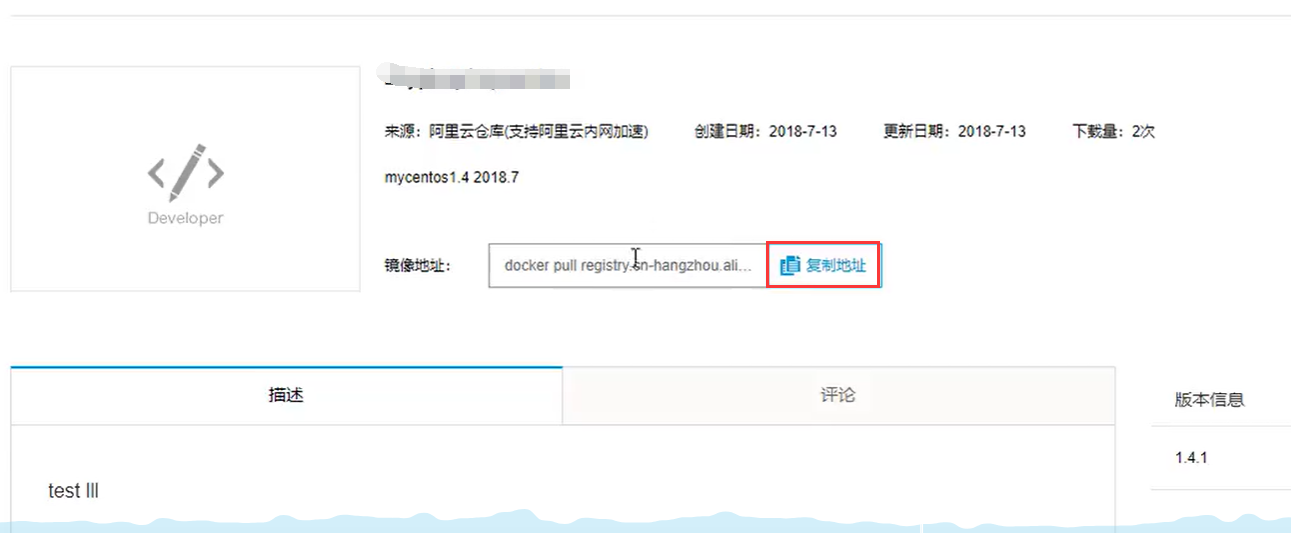 来源：阿里云仓库(支持阿里云内网加速) 创建日期：2018-7-13 更新日期：2018-7-13 下载量：2次
mycentos1.4 2018.7
Developer
镜像地址： docker pull registry.cn-hangzhou.ali... 复制地址
描述 评论 版本信息
1.4.1
test lll